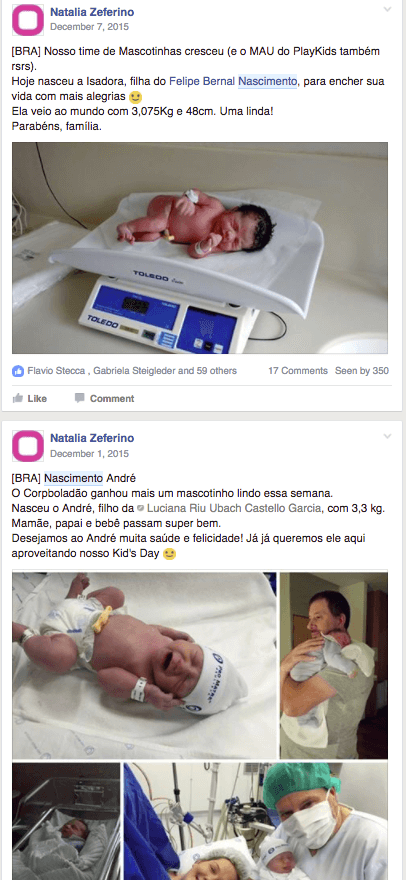 Natalia Zeferino
December 7, 2015
[BRA] Nosso time de Mascotinhas cresceu (e o MAU do PlayKids também
rsrs).
Hoje nasceu a Isadora, filha do Felipe Bernal Nascimento, para encher sua
vida com mais alegrias
Ela veio ao mundo com 3,075Kg e 48cm. Uma linda!
Parabéns, família.
TOLEDO
TOLEDO
Flavio Stecca , Gabriela Steigleder and 59 others 17 Comments Seen by 350
Like Comment
Natalia Zeferino
December 1, 2015
[BRA] Nascimento André
O Corpboladão ganhou mais um mascotinho lindo essa semana.
Nasceu o André, filho da Luciana Riu Ubach Castello Garcia, com 3,3 kg.
Mamãe, papai e bebê passam super bem.
Desejamos ao André muita saúde e felicidade! Já já queremos ele aqui
aproveitando nosso Kid's Day